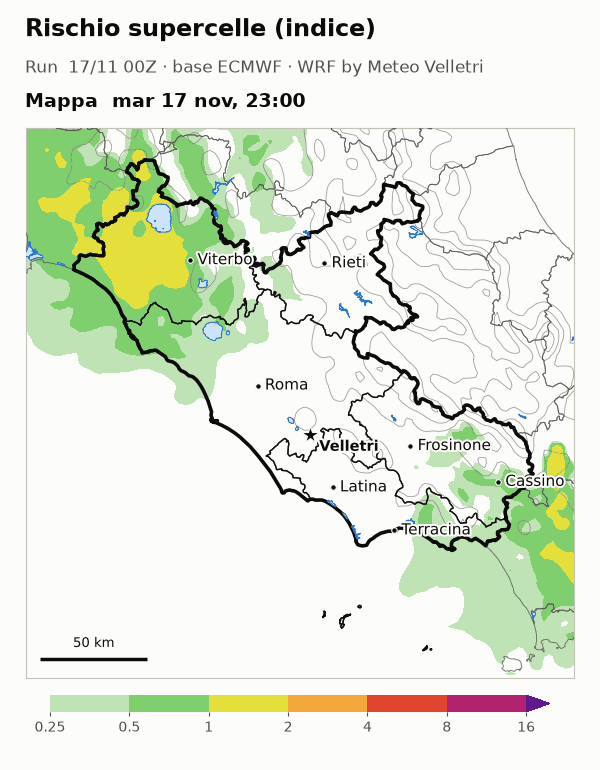 Rischio supercelle (indice)
Run  17/11 00Z · base ECMWF · WRF by Meteo Velletri
Mappa  mar 17 nov, 23:00
Viterbo
Rieti
Roma
Velletri
Frosinone
Cassino
Latina
Terracina
50 km
0.25 0.5 1 2 4 8 16